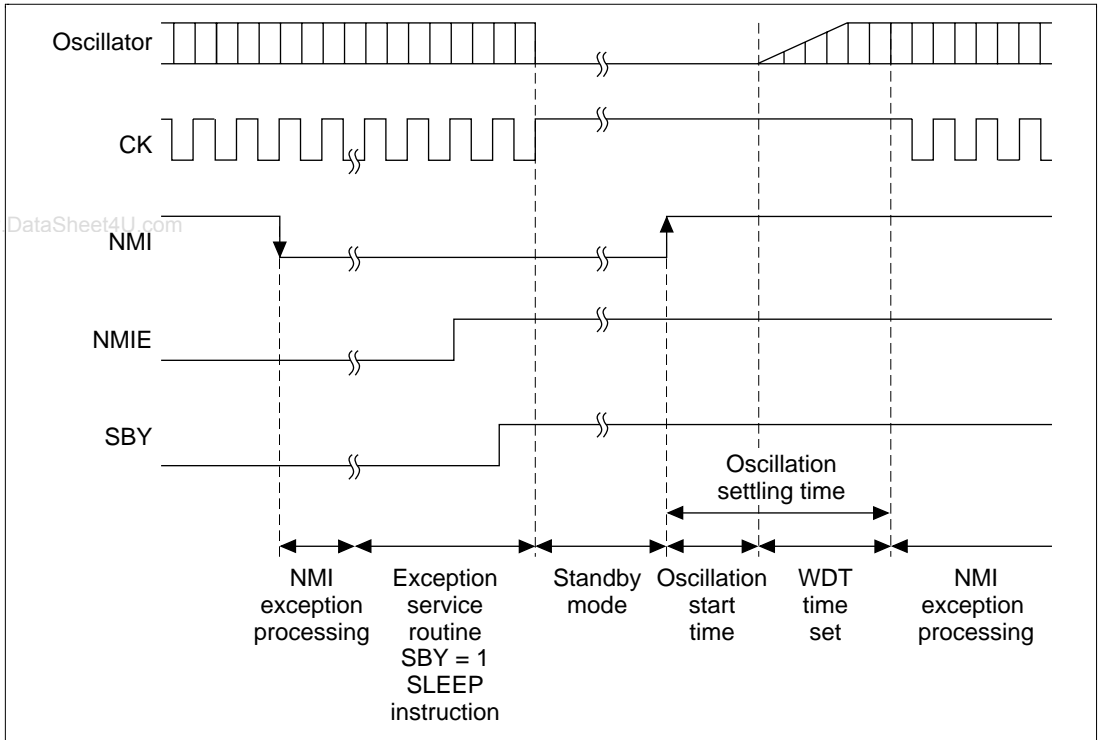 Oscillator
CK
.DataSheet4U.com
NMI
NMIE
SBY
Oscillation
settling time
NMI
exception
processing
Exception
service
routine
SBY = 1
SLEEP
instruction
Standby
mode
Oscillation
start
time
WDT
time
set
NMI
exception
processing